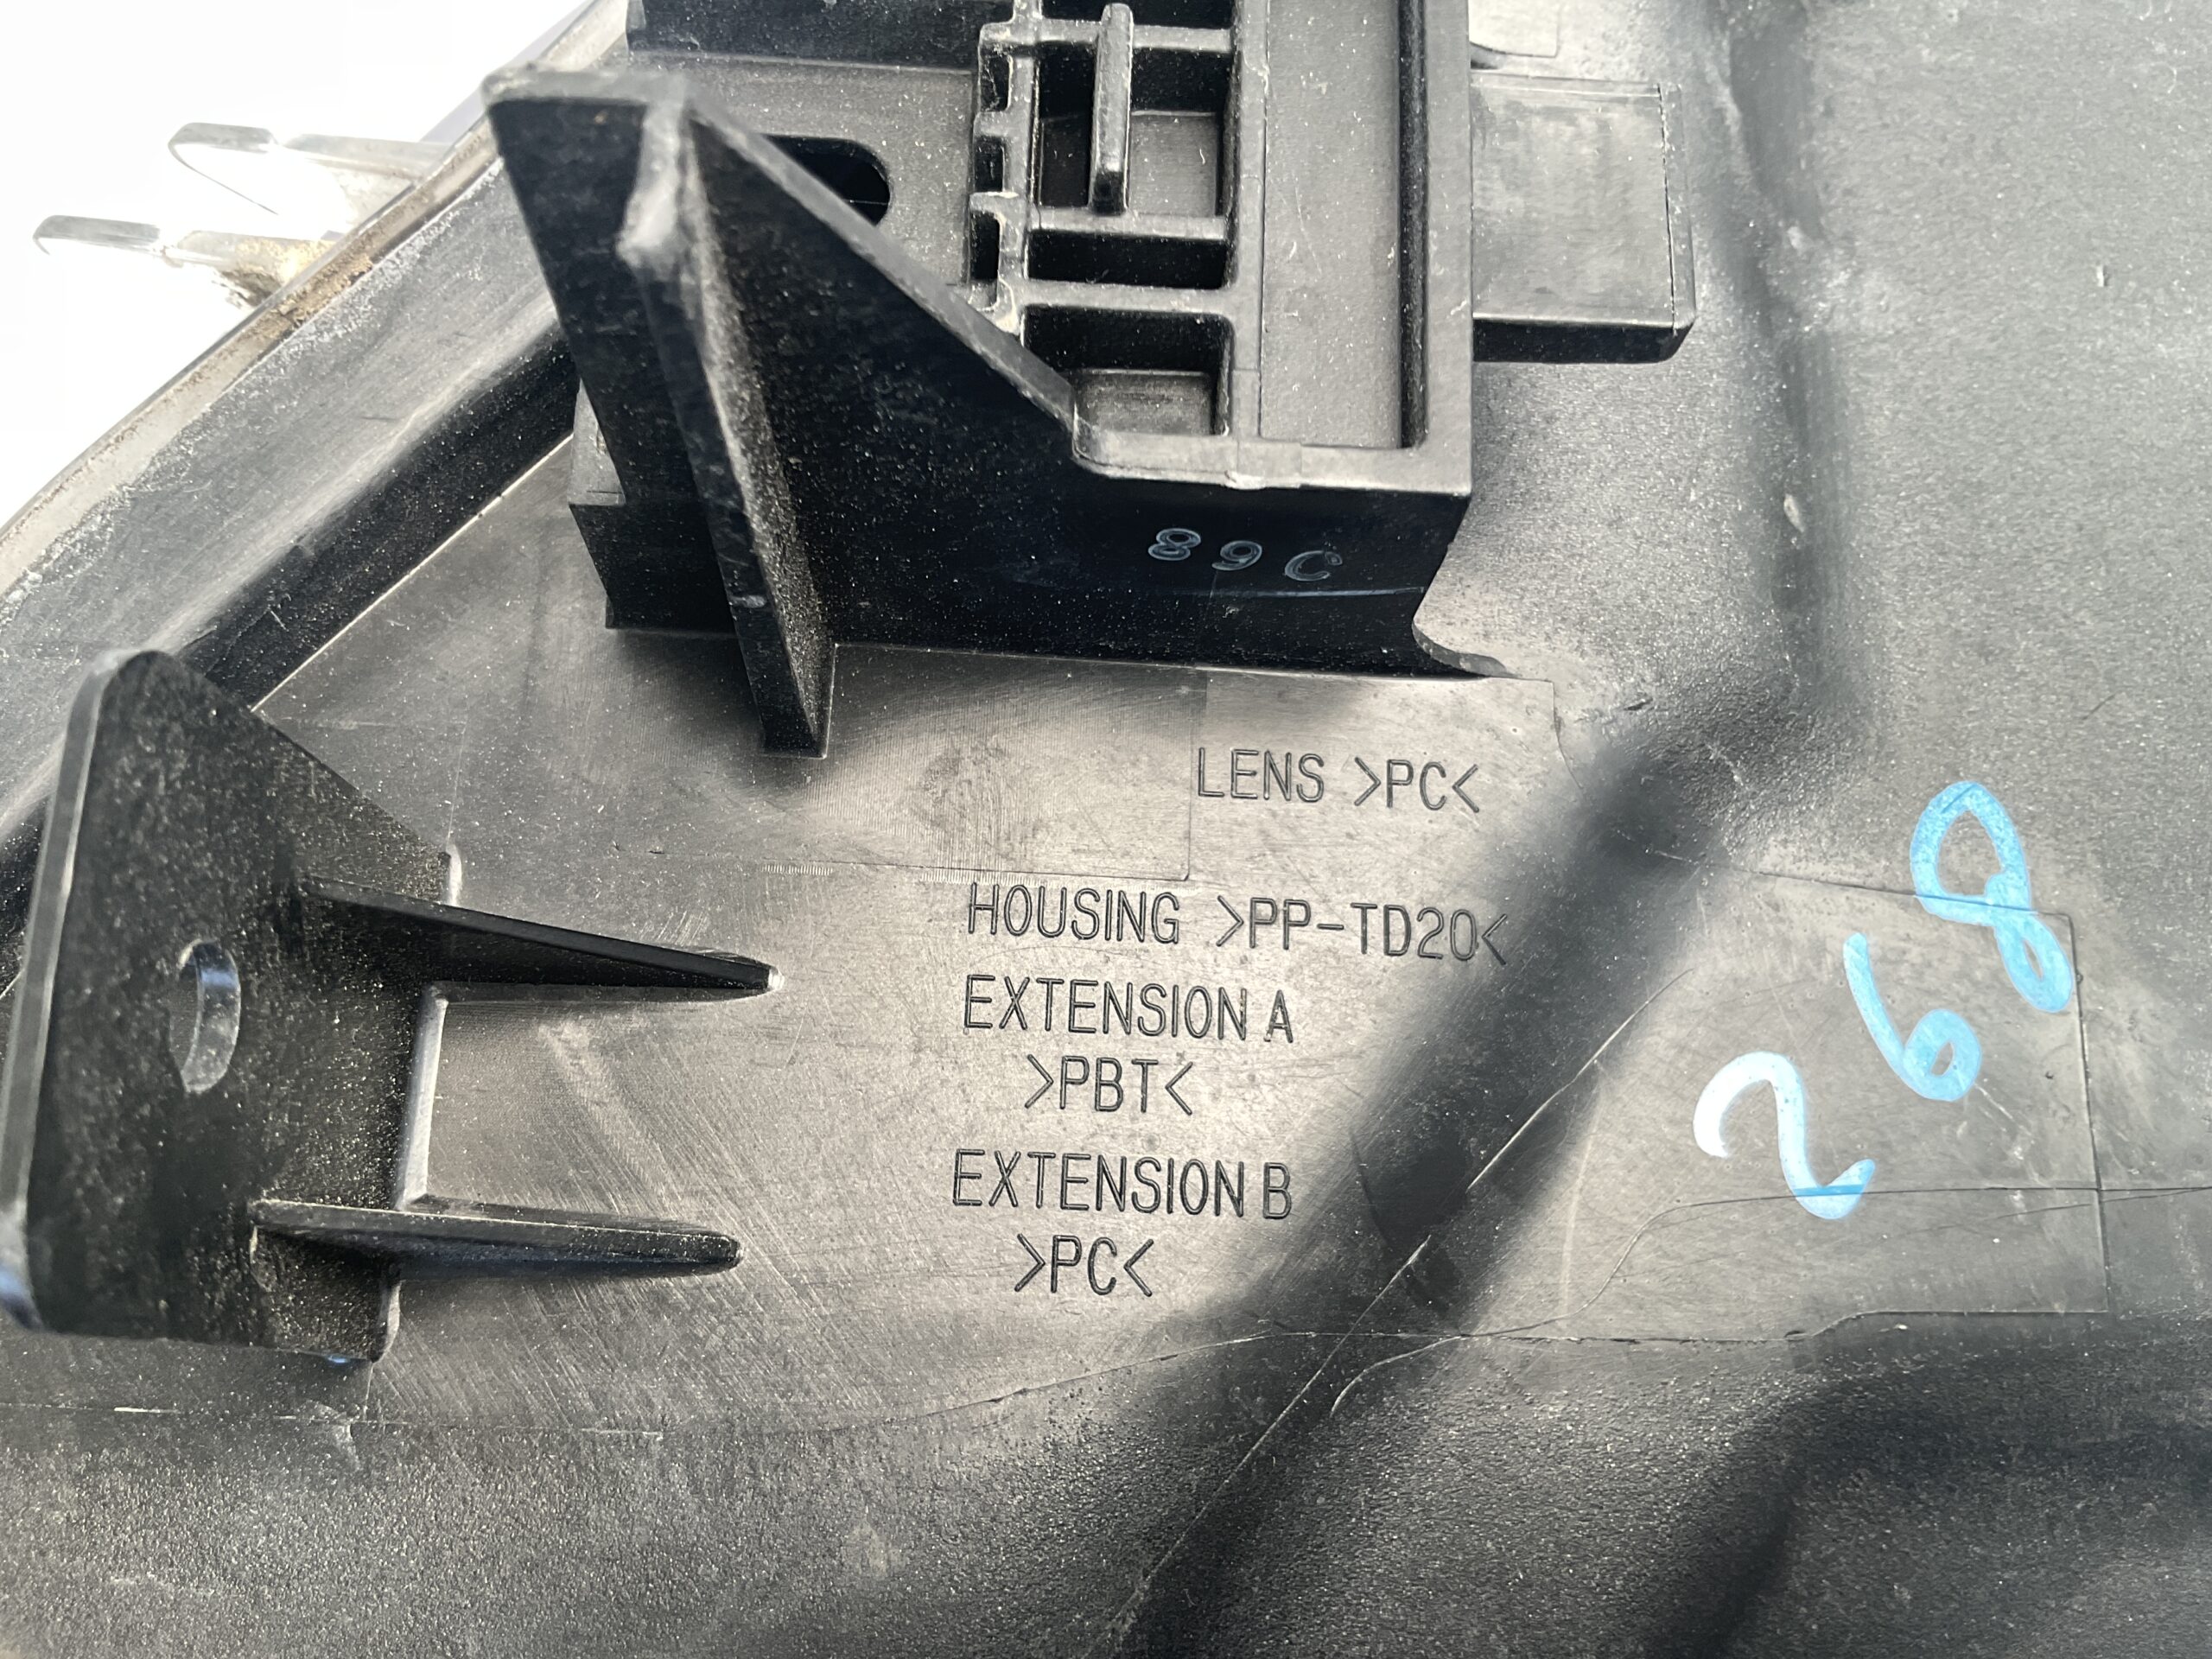 89C
LENS >PC<
HOUSING >PP-TD20<
EXTENSION A
>PBT<
EXTENSION B
>PC<
268